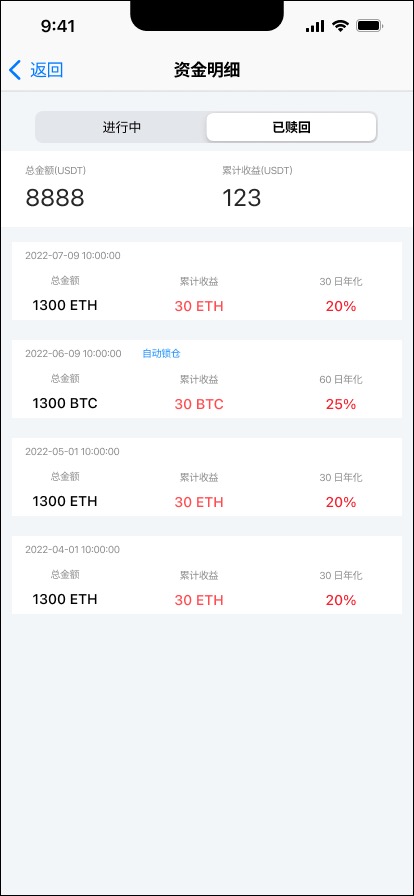 9:41
返回 资金明细
进行中 已赎回
总金额(USDT) 累计收益(USDT)
8888 123
2022-07-09 10:00:00
总金额 累计收益 30 日年化
1300 ETH 30 ETH 20%
2022-06-09 10:00:00 自动锁仓
总金额 累计收益 60 日年化
1300 BTC 30 BTC 25%
2022-05-01 10:00:00
总金额 累计收益 30 日年化
1300 ETH 30 ETH 20%
2022-04-01 10:00:00
总金额 累计收益 30 日年化
1300 ETH 30 ETH 20%